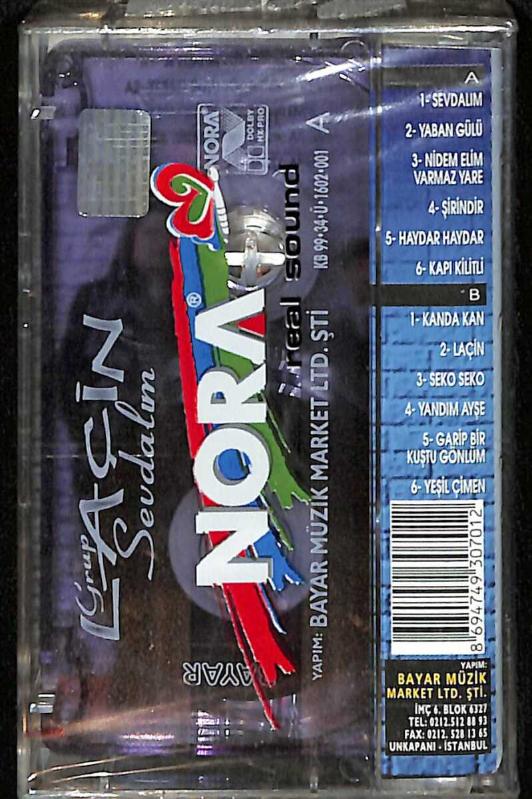 A
1- SEVDALIM
2- YABAN GÜLÜ
3- NİDEM ELİM
VARMAZ YARE
4- ŞİRİNDİR
5- HAYDAR HAYDAR
6- KAPI KİLİTLİ
B
1- KANDA KAN
2- LAÇİN
3- SEKO SEKO
4- YANDIM AYŞE
5- GARİP BİR
KUŞTU GÖNLÜM
6- YEŞİL ÇİMEN
8 694749 307012
YAPIM:
BAYAR MÜZİK
MARKET LTD. ŞTİ.
İMÇ 6. BLOK 6327
TEL: 0212.512 88 93
FAX: 0212. 528 13 65
UNKAPANI - İSTANBUL
Grup
LAÇİN
Sevdalım
NORA
®
real sound
NORA
DOLBY
HX-PRO
A
KB•99•34•Ü•1602•001
YAPIM: BAYAR MÜZİK MARKET LTD. ŞTİ
BAYAR